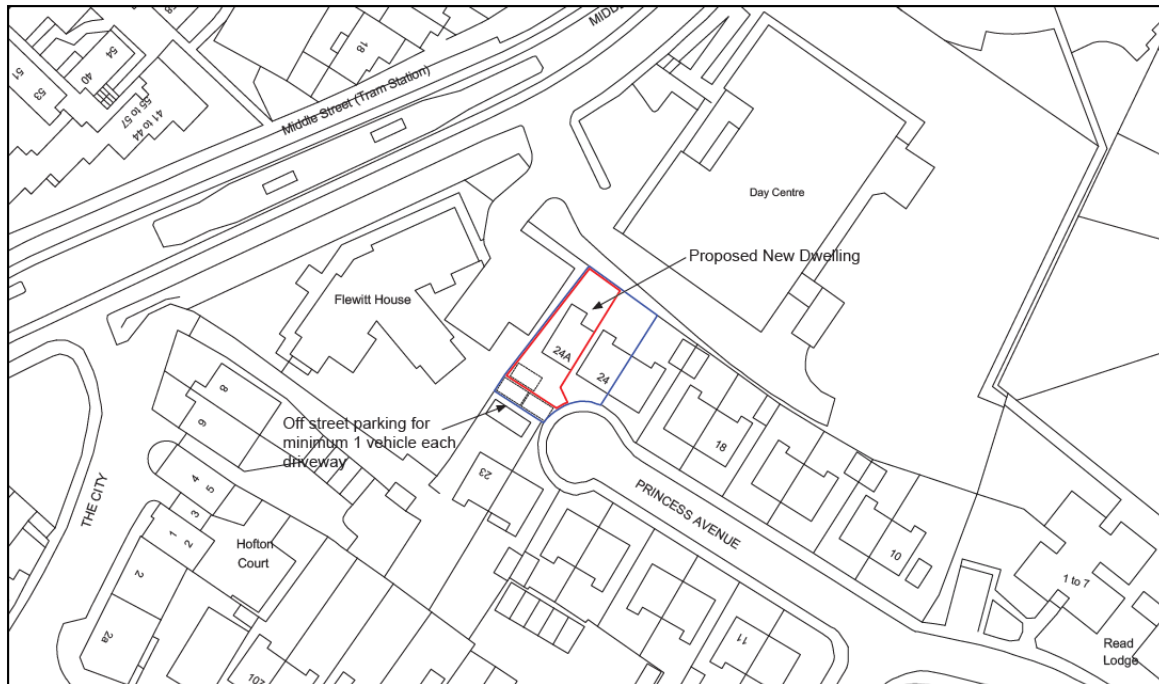 MIDDLE
18
54
40
51
53
55 to 57
41 to 44
Middle Street (Tram Station)
Day Centre
Proposed New Dwelling
Flewitt House
24A
24
Off street parking for
minimum 1 vehicle each
driveway
8
9
18
23
4
5
3
1
2
THE CITY
PRINCESS AVENUE
Hofton
Court
10
1 to 7
2
2a
11
Read
Lodge
107